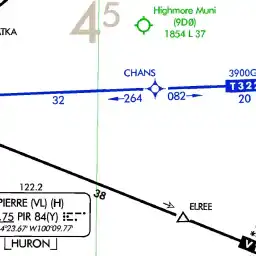 Highmore Muni
(9D0)
1854 L 37
ATKA
4 5
CHANS
3900G
T322
32
264
082
20
122.2
PIERRE (VL) (H)
.75 PIR 84(Y)
4°23.67' W100°09.77'
HURON
38
ELREE
V